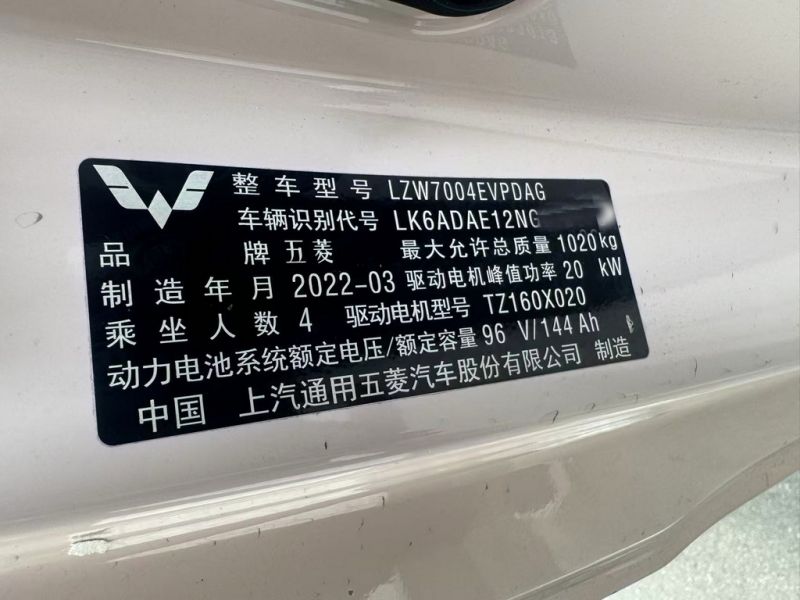 整车型号 LZW7004EVPDAG
车辆识别代号 LK6ADAE12NG
品牌 五菱 最大允许总质量 1020kg
制造年月 2022-03 驱动电机峰值功率 20 kW
乘坐人数 4 驱动电机型号 TZ160X020
动力电池系统额定电压/额定容量 96 V/144 Ah
中国 上汽通用五菱汽车股份有限公司 制造